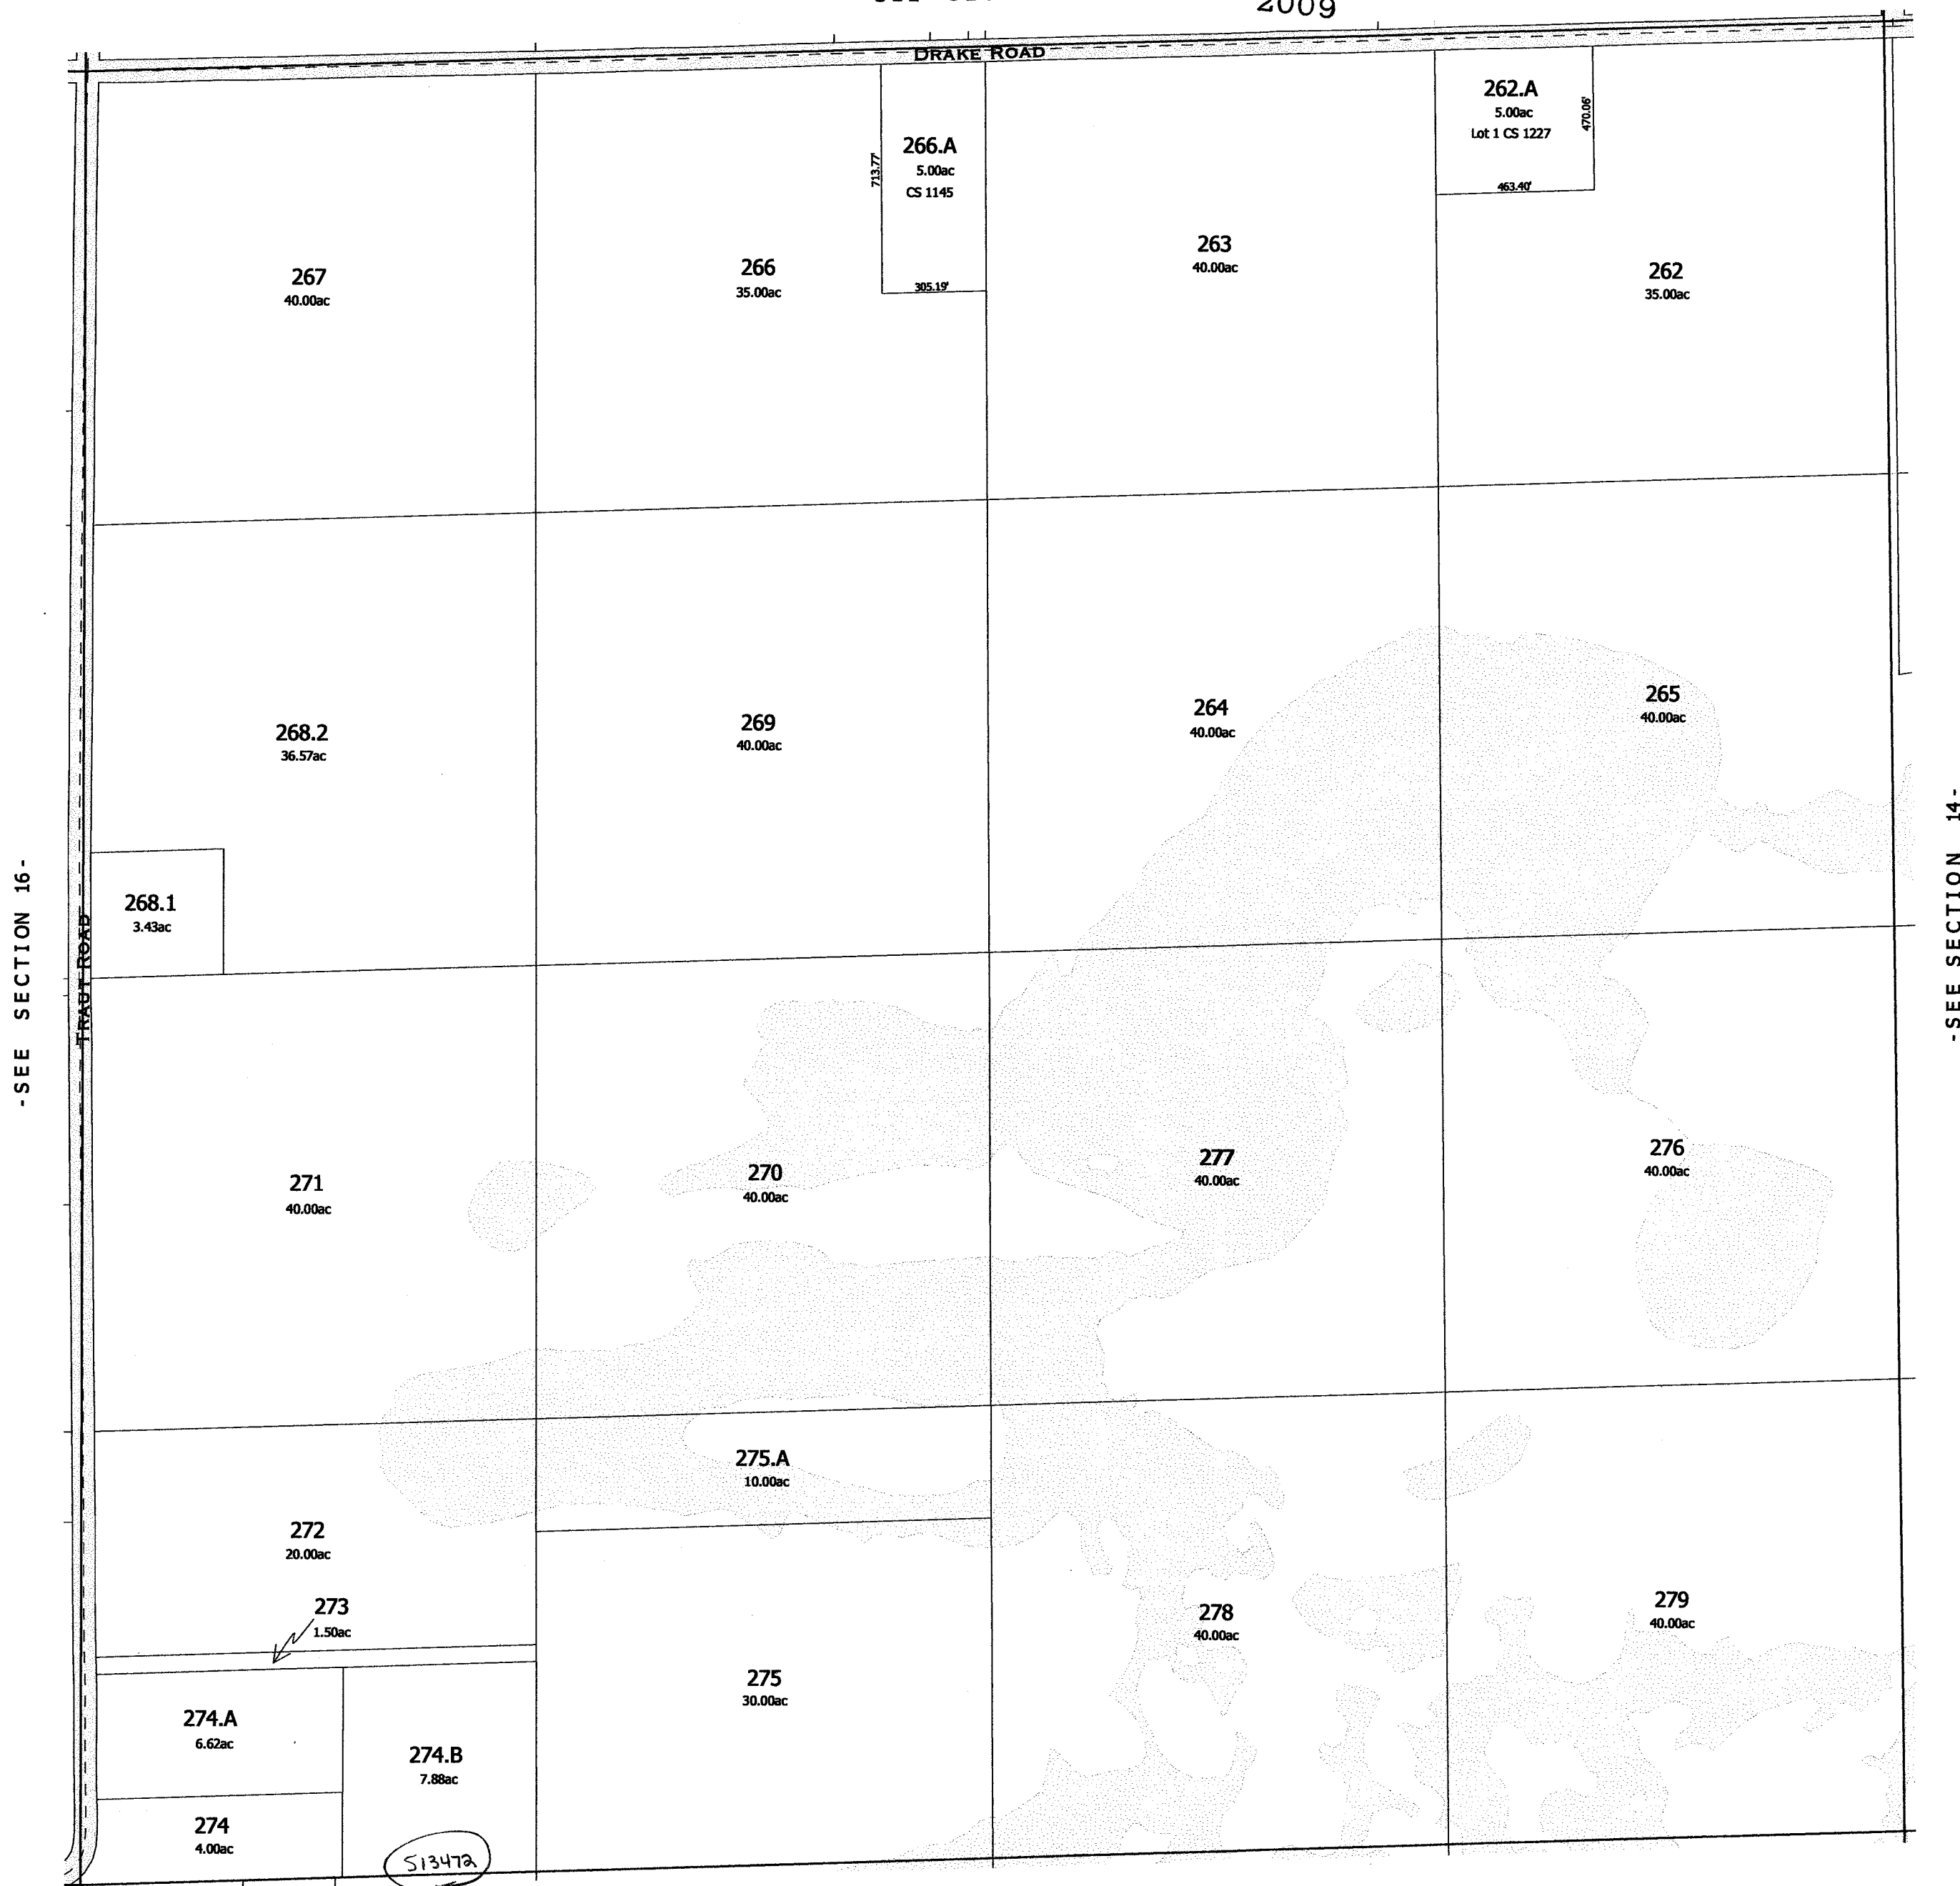 2009
DRAKE ROAD
262.A
5.00ac
Lot 1 CS 1227
470.06'
463.40'
266.A
5.00ac
CS 1145
713.77'
305.19'
267
40.00ac
266
35.00ac
263
40.00ac
262
35.00ac
268.2
36.57ac
269
40.00ac
264
40.00ac
265
40.00ac
268.1
3.43ac
TRAUT ROAD
-SEE SECTION 16-
-SEE SECTION 14-
271
40.00ac
270
40.00ac
277
40.00ac
276
40.00ac
275.A
10.00ac
272
20.00ac
273
1.50ac
278
40.00ac
279
40.00ac
275
30.00ac
274.A
6.62ac
274.B
7.88ac
274
4.00ac
513472